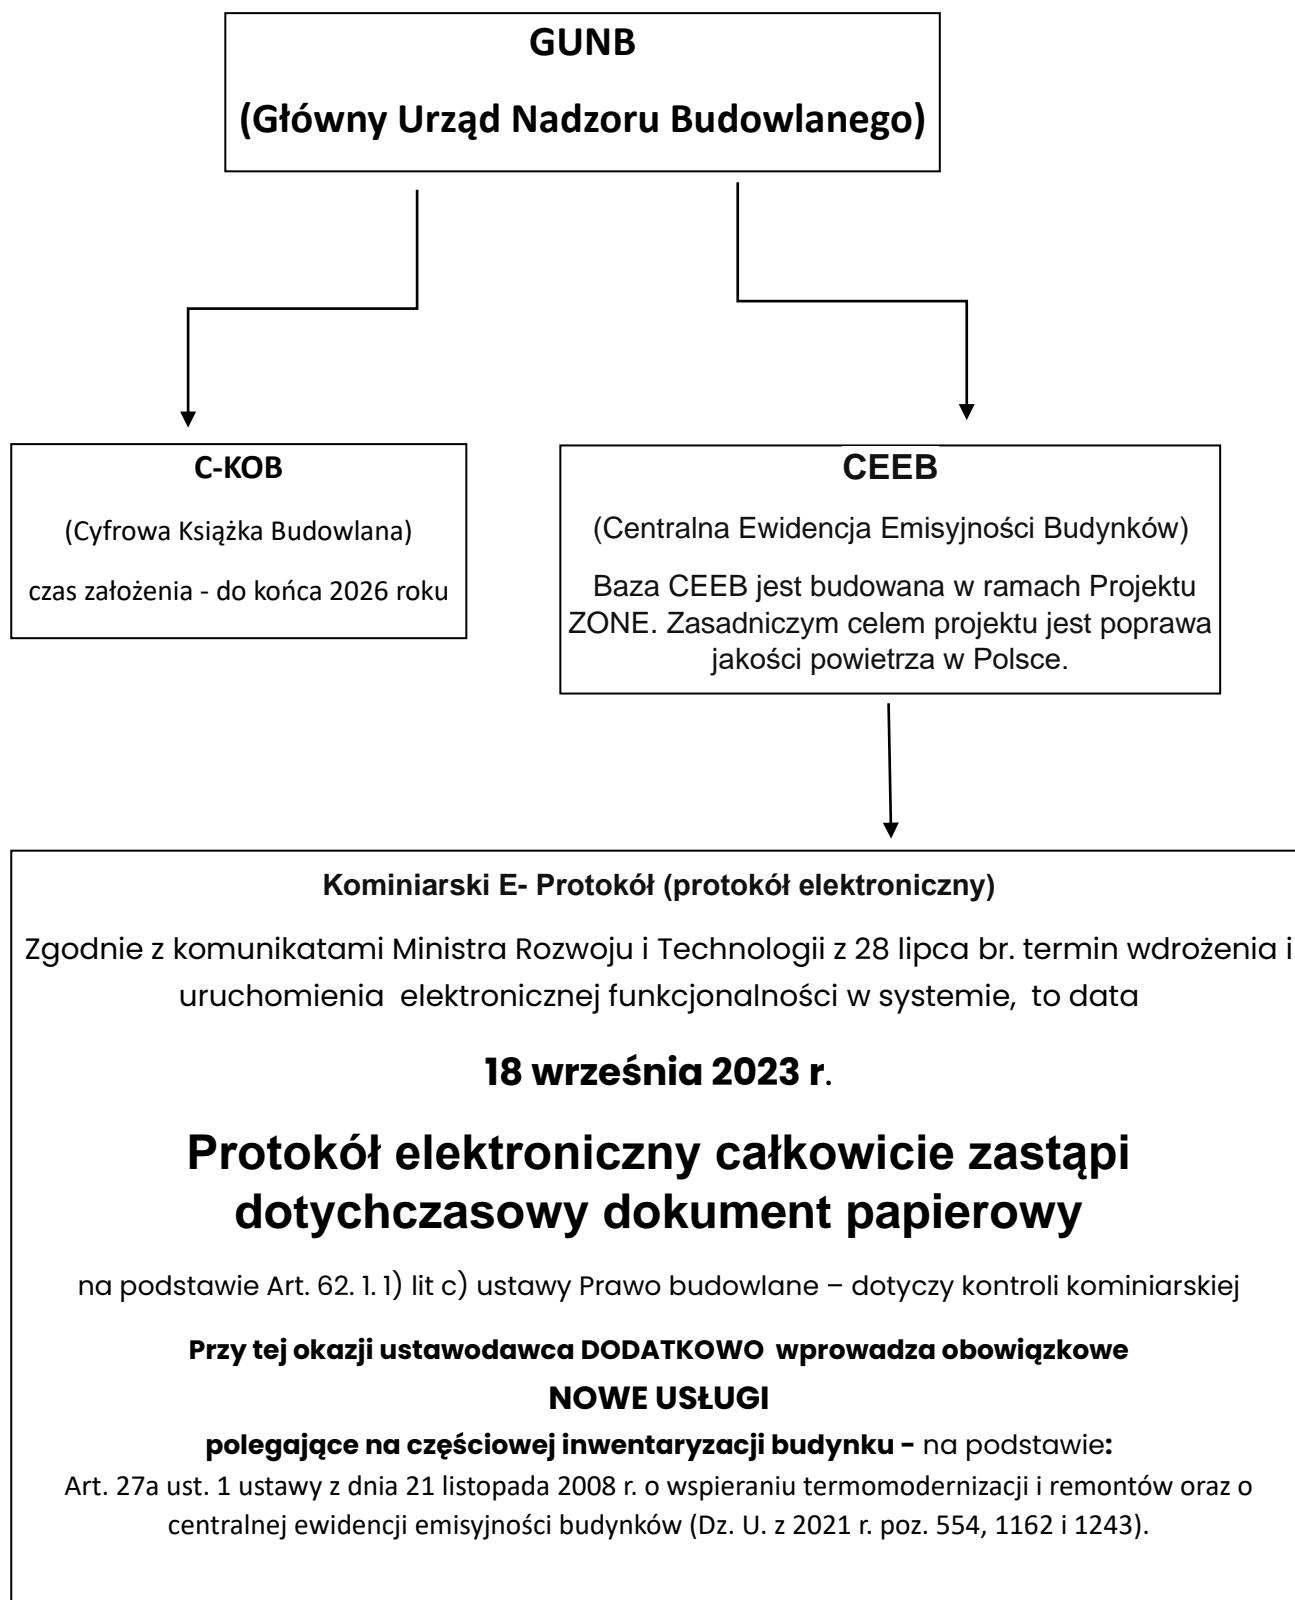 GUNB
(Główny Urząd Nadzoru Budowlanego)
C-KOB
(Cyfrowa Książka Budowlana)
czas założenia - do końca 2026 roku
CEEB
(Centralna Ewidencja Emisyjności Budynków)
Baza CEEB jest budowana w ramach Projektu
ZONE. Zasadniczym celem projektu jest poprawa
jakości powietrza w Polsce.
Kominiarski E- Protokół (protokół elektroniczny)
Zgodnie z komunikatami Ministra Rozwoju i Technologii z 28 lipca br. termin wdrożenia i
uruchomienia elektronicznej funkcjonalności w systemie, to data
18 września 2023 r.
Protokół elektroniczny całkowicie zastąpi
dotychczasowy dokument papierowy
na podstawie Art. 62. 1. 1) lit c) ustawy Prawo budowlane – dotyczy kontroli kominiarskiej
Przy tej okazji ustawodawca DODATKOWO wprowadza obowiązkowe
NOWE USŁUGI
polegające na częściowej inwentaryzacji budynku - na podstawie:
Art. 27a ust. 1 ustawy z dnia 21 listopada 2008 r. o wspieraniu termomodernizacji i remontów oraz o
centralnej ewidencji emisyjności budynków (Dz. U. z 2021 r. poz. 554, 1162 i 1243).